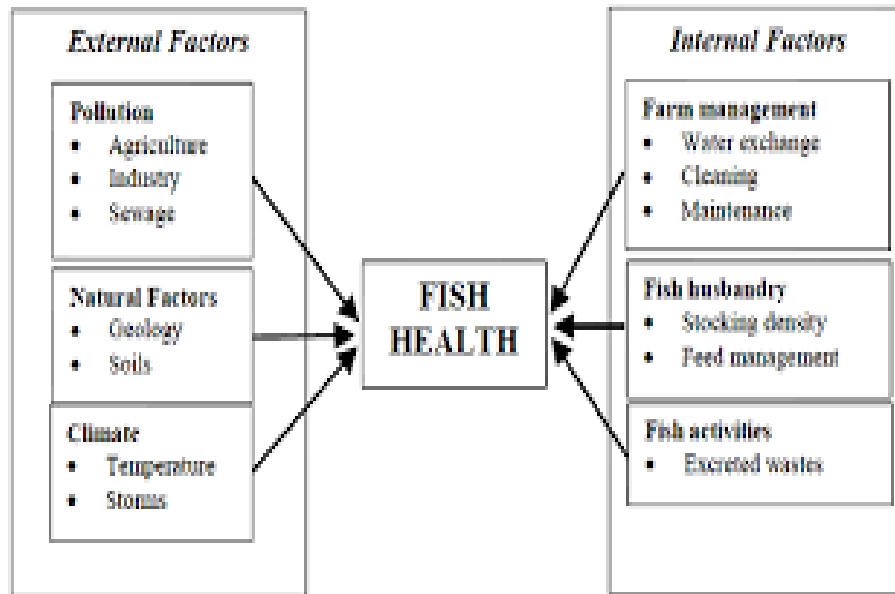 External Factors
Pollution
• Agriculture
• Industry
• Sewage
Natural Factors
• Geology
• Soils
Climate
• Temperature
• Storms
FISH
HEALTH
Internal Factors
Farm management
• Water exchange
• Cleaning
• Maintenance
Fish husbandry
• Stocking density
• Feed management
Fish activities
• Excreted wastes